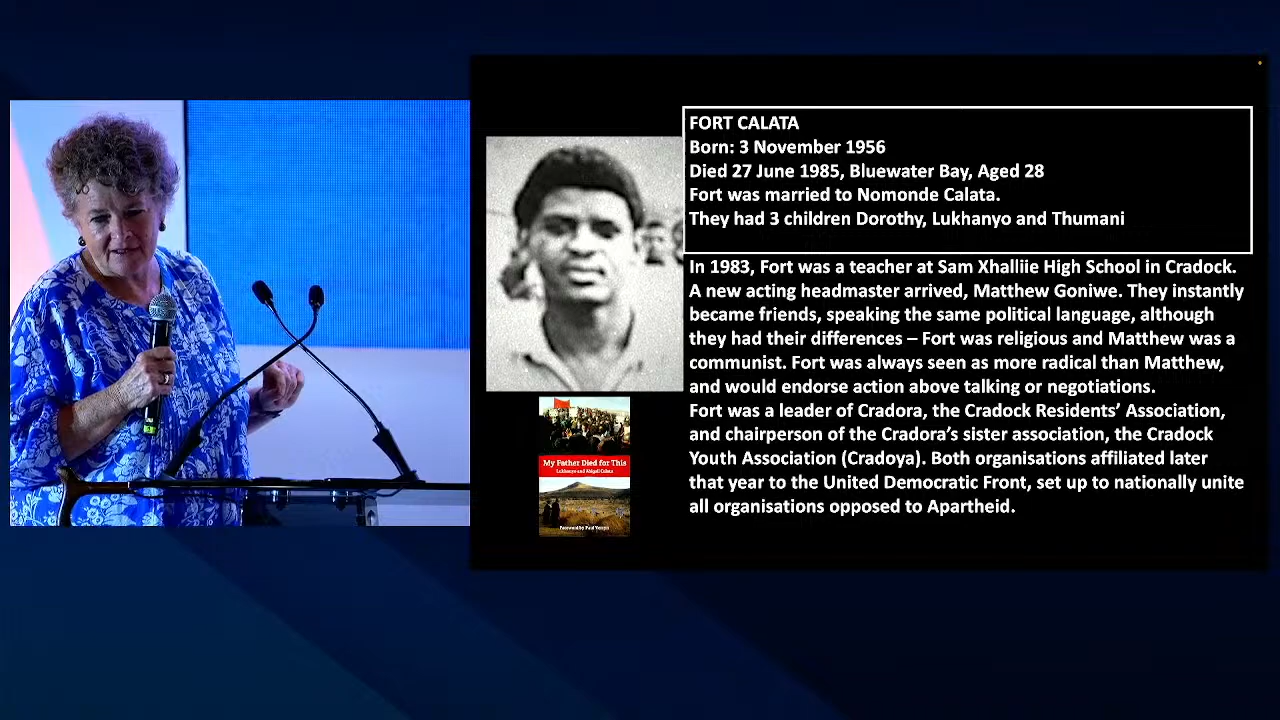 FORT CALATA
Born: 3 November 1956
Died 27 June 1985, Bluewater Bay, Aged 28
Fort was married to Nomonde Calata.
They had 3 children Dorothy, Lukhanyo and Thumani
In 1983, Fort was a teacher at Sam Xhalliie High School in Cradock.
A new acting headmaster arrived, Matthew Goniwe. They instantly
became friends, speaking the same political language, although
they had their differences – Fort was religious and Matthew was a
communist. Fort was always seen as more radical than Matthew,
and would endorse action above talking or negotiations.
Fort was a leader of Cradora, the Cradock Residents’ Association,
and chairperson of the Cradora’s sister association, the Cradock
Youth Association (Cradoya). Both organisations affiliated later
that year to the United Democratic Front, set up to nationally unite
all organisations opposed to Apartheid.
My Father Died for This
Lukhanyo and Abigail Calata
Foreword by Paul Verryn